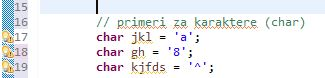 15
16 // primeri za karaktere (char)
17 char jkl = 'a';
18 char gh = '8';
19 char kjfds = '^';